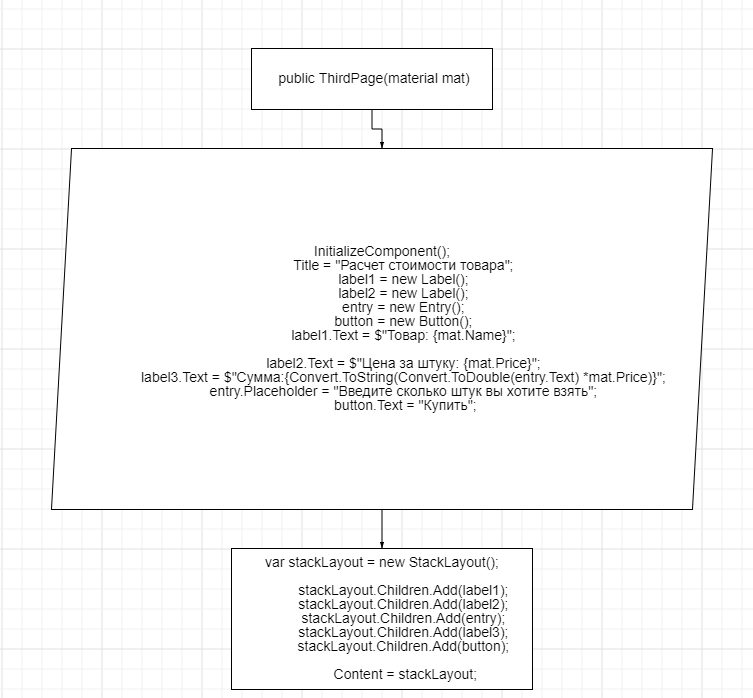 public ThirdPage(material mat)
InitializeComponent();
Title = "Расчет стоимости товара";
label1 = new Label();
label2 = new Label();
entry = new Entry();
button = new Button();
label1.Text = $"Товар: {mat.Name}";
label2.Text = $"Цена за штуку: {mat.Price}";
label3.Text = $"Сумма:{Convert.ToString(Convert.ToDouble(entry.Text) *mat.Price)}";
entry.Placeholder = "Введите сколько штук вы хотите взять";
button.Text = "Купить";
var stackLayout = new StackLayout();
stackLayout.Children.Add(label1);
stackLayout.Children.Add(label2);
stackLayout.Children.Add(entry);
stackLayout.Children.Add(label3);
stackLayout.Children.Add(button);
Content = stackLayout;